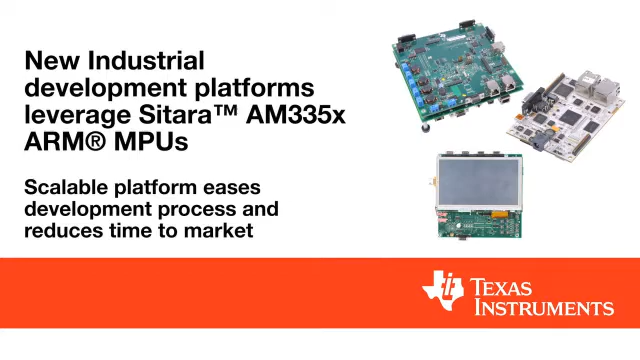 New Industrial
development platforms
leverage Sitara™ AM335x
ARM® MPUs
Scalable platform eases
development process and
reduces time to market
TEXAS
INSTRUMENTS